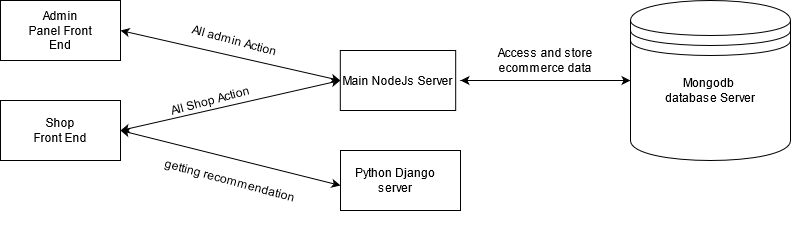 Admin
Panel Front
End
All admin Action
Access and store
ecommerce data
Main NodeJs Server
Mongodb
database Server
All Shop Action
Shop
Front End
getting recommendation
Python Django
server